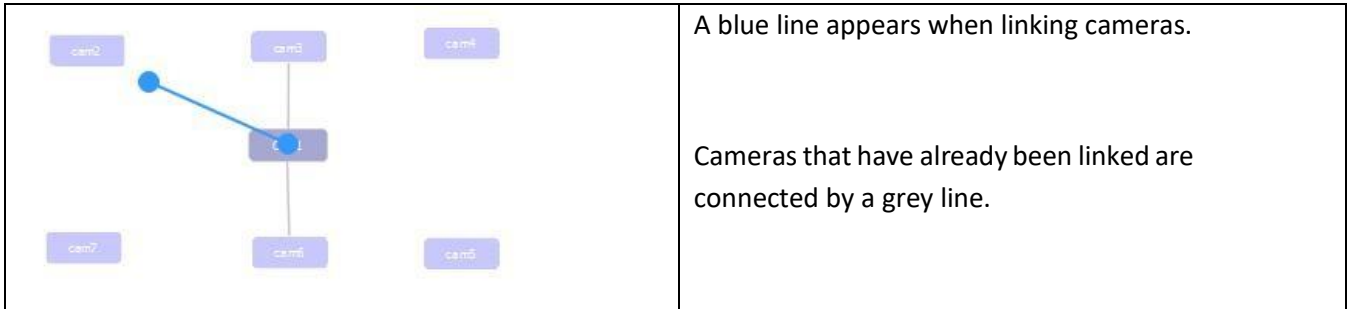 cam2
cam3
cam4
A blue line appears when linking cameras.
Cameras that have already been linked are
connected by a grey line.
cam7
cam6
cam5